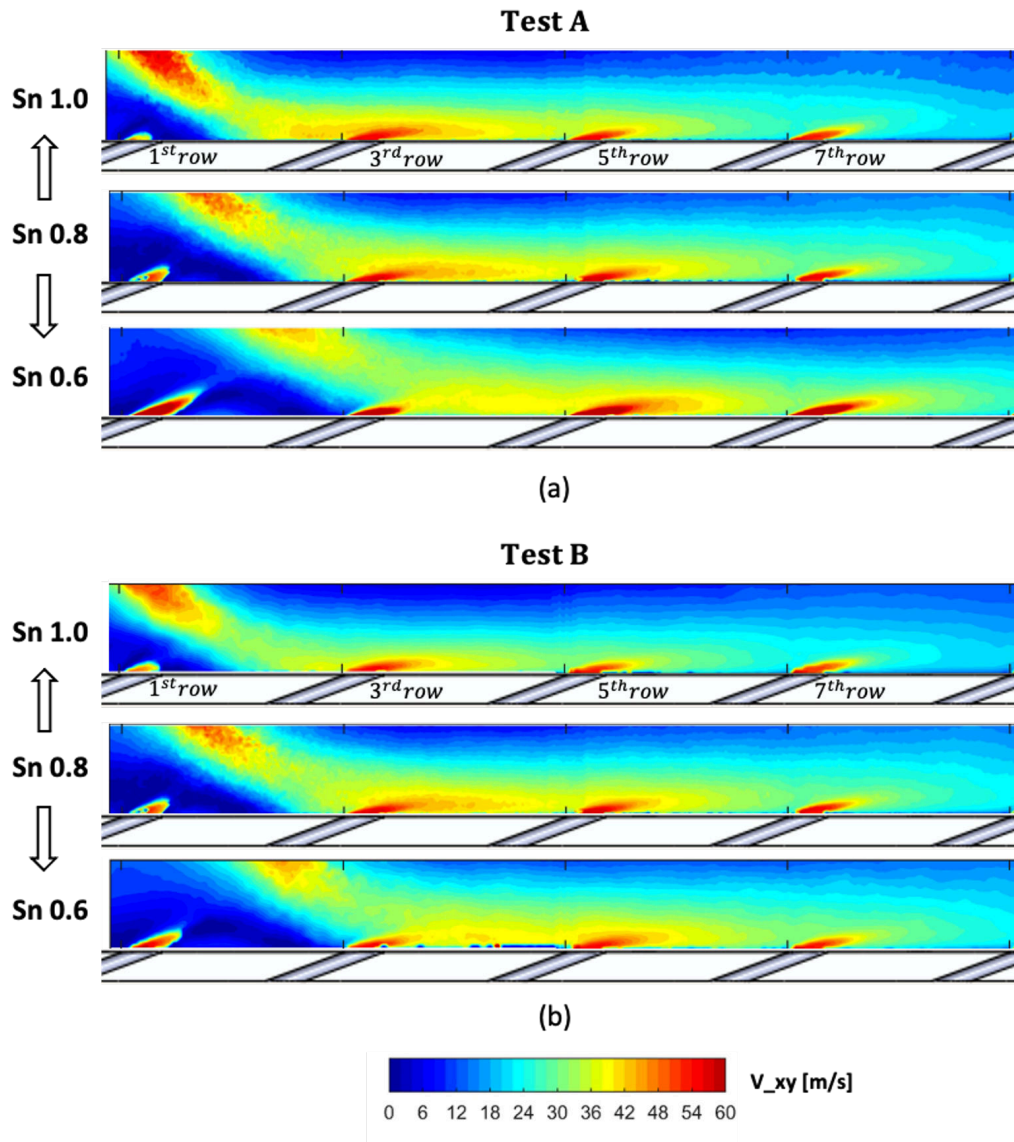 Test A
Sn 1.0
1st row 3rd row 5th row 7th row
Sn 0.8
Sn 0.6
(a)
Test B
Sn 1.0
1st row 3rd row 5th row 7th row
Sn 0.8
Sn 0.6
(b)
V_xy [m/s]
0 6 12 18 24 30 36 42 48 54 60